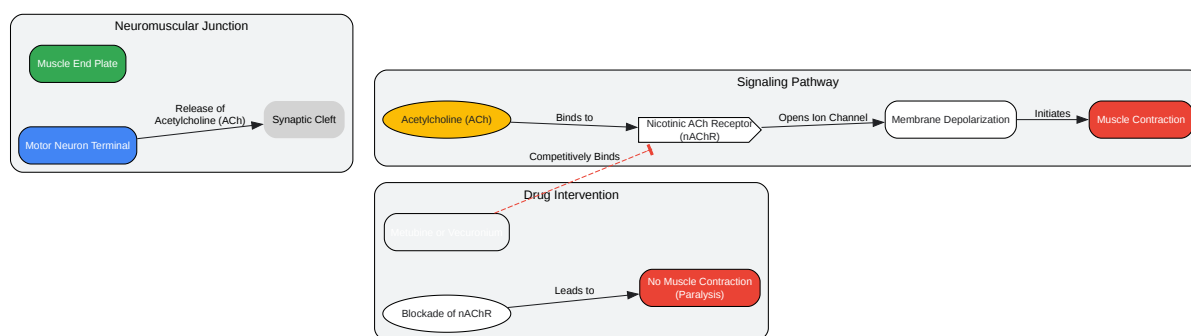 Neuromuscular Junction
Muscle End Plate
Release of
Acetylcholine (ACh)
Synaptic Cleft
Motor Neuron Terminal
Signaling Pathway
Acetylcholine (ACh)
Binds to
Nicotinic ACh Receptor
(nAChR)
Opens Ion Channel
Membrane Depolarization
Initiates
Muscle Contraction
Competitively Binds
Drug Intervention
No Muscle Contraction
(Paralysis)
Leads to
Blockade of nAChR